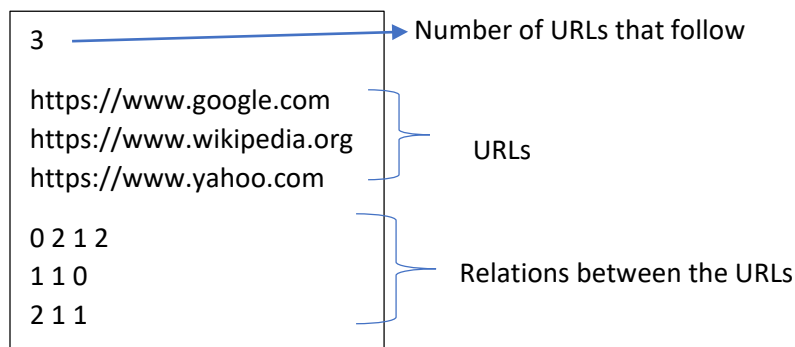 3
Number of URLs that follow
https://www.google.com
https://www.wikipedia.org
https://www.yahoo.com
URLs
0 2 1 2
1 1 0
2 1 1
Relations between the URLs